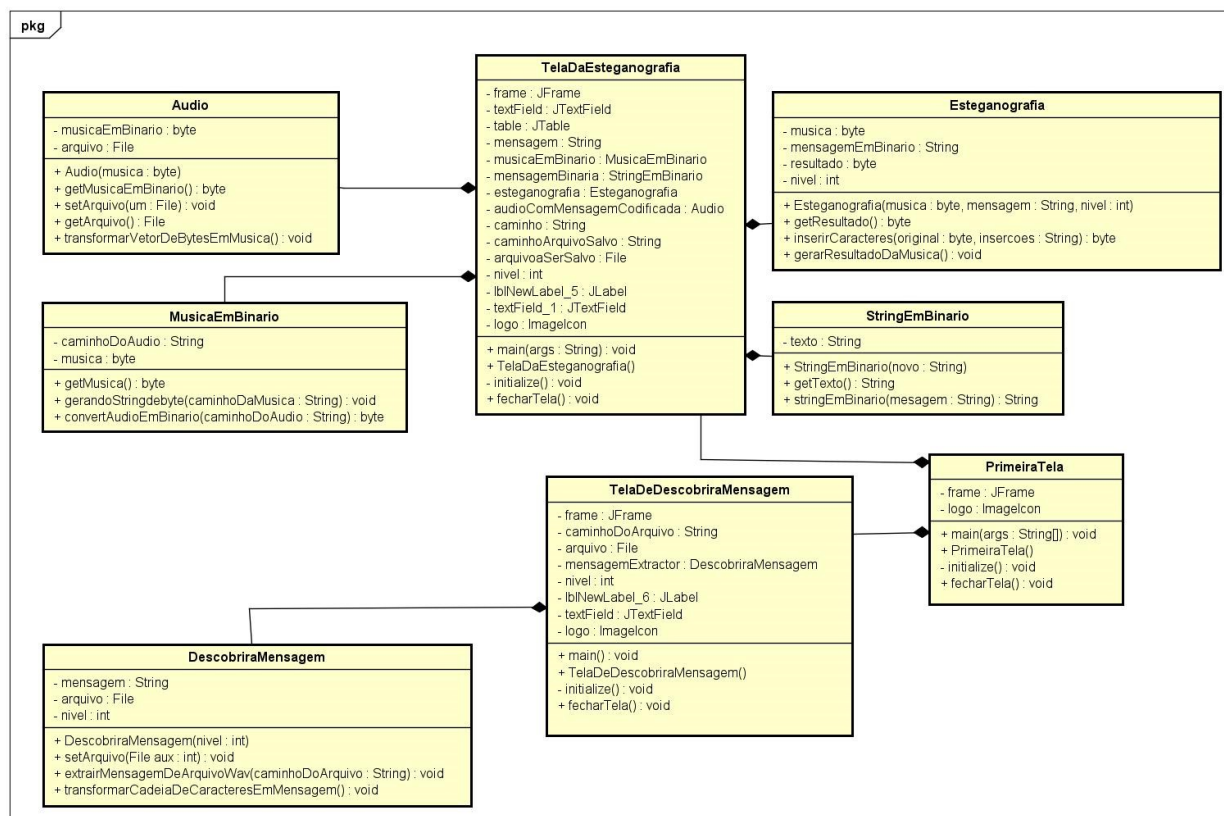 pkg
TelaDaEsteganografia
- frame : JFrame
- textField : JTextField
- table : JTable
- mensagem : String
- musicaEmBinario : MusicaEmBinario
- mensagemBinaria : StringEmBinario
- esteganografia : Esteganografia
- audioComMensagemCodificada : Audio
- caminho : String
- caminhoArquivoSalvo : String
- arquivoaSerSalvo : File
- nivel : int
- lblNewLabel_5 : JLabel
- textField_1 : JTextField
- logo : ImageIcon
+ main(args : String) : void
+ TelaDaEsteganografia()
- initialize() : void
+ fecharTela() : void
Audio
- musicaEmBinario : byte
- arquivo : File
+ Audio(musica : byte)
+ getMusicaEmBinario() : byte
+ setArquivo(um : File) : void
+ getArquivo() : File
+ transformarVetorDeBytesEmMusica() : void
Esteganografia
- musica : byte
- mensagemEmBinario : String
- resultado : byte
- nivel : int
+ Esteganografia(musica : byte, mensagem : String, nivel : int)
+ getResultado() : byte
+ inserirCaracteres(original : byte, insercoes : String) : byte
+ gerarResultadoDaMusica() : void
MusicaEmBinario
- caminhoDoAudio : String
- musica : byte
+ getMusica() : byte
+ gerandoStringdebyte(caminhoDaMusica : String) : void
+ convertAudioEmBinario(caminhoDoAudio : String) : byte
StringEmBinario
- texto : String
+ StringEmBinario(novo : String)
+ getTexto() : String
+ stringEmBinario(mesagem : String) : String
PrimeiraTela
- frame : JFrame
- logo : ImageIcon
+ main(args : String[]) : void
+ PrimeiraTela()
- initialize() : void
+ fecharTela() : void
TelaDeDescobriraMensagem
- frame : JFrame
- caminhoDoArquivo : String
- arquivo : File
- mensagemExtractor : DescobriraMensagem
- nivel : int
- lblNewLabel_6 : JLabel
- textField : JTextField
- logo : ImageIcon
+ main() : void
+ TelaDeDescobriraMensagem()
- initialize() : void
+ fecharTela() : void
DescobriraMensagem
- mensagem : String
- arquivo : File
- nivel : int
+ DescobriraMensagem(nivel : int)
+ setArquivo(File aux : int) : void
+ extrairMensagemDeArquivoWav(caminhoDoArquivo : String) : void
+ transformarCadeiaDeCaracteresEmMensagem() : void